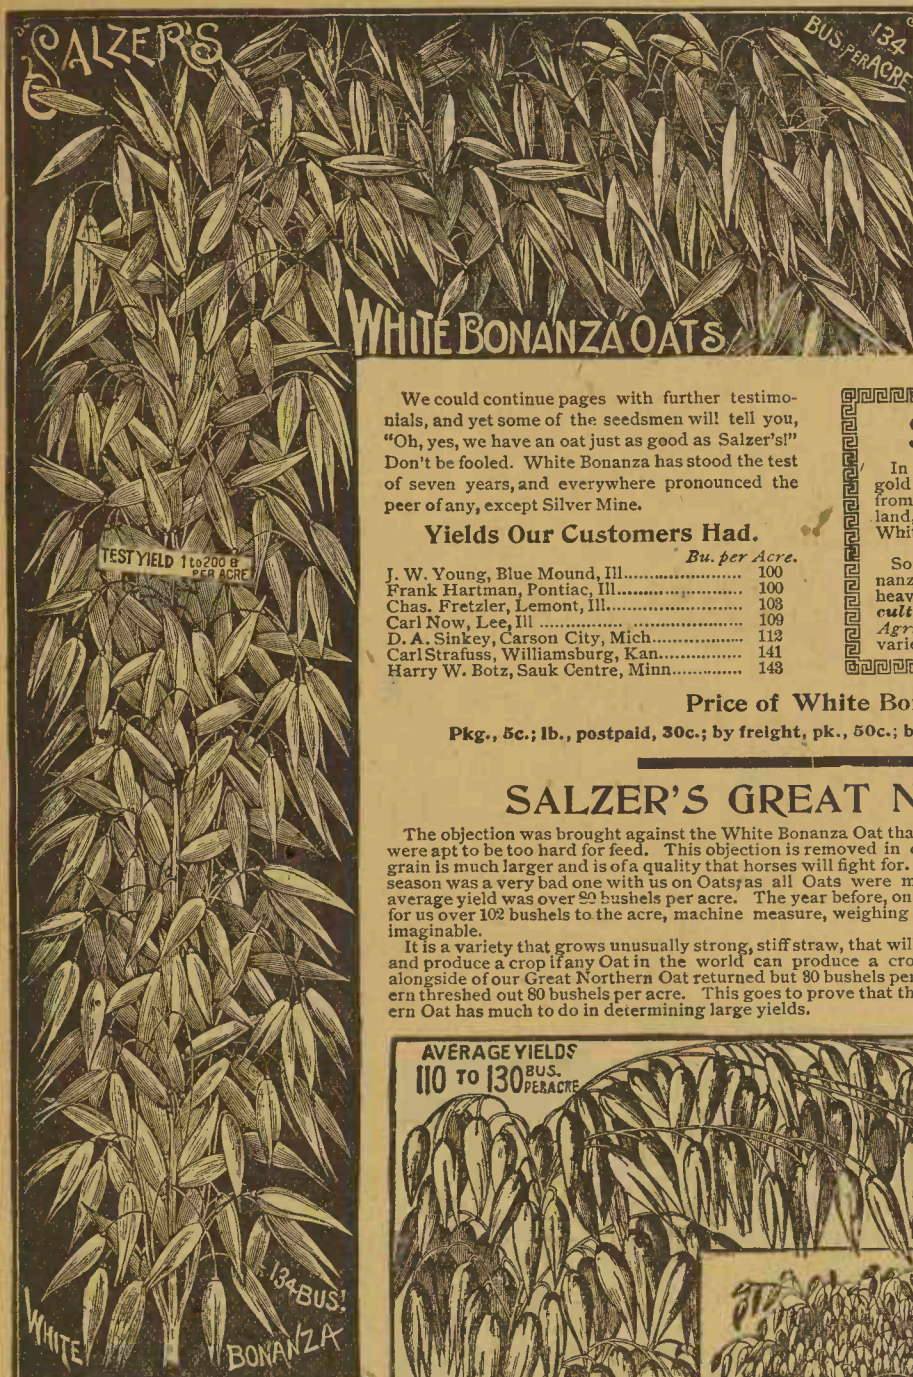 SALZER'S
134
BUS. PER ACRE
WHITE BONANZA OATS
We could continue pages with further testimo-
nials, and yet some of the seedsmen will tell you,
"Oh, yes, we have an oat just as good as Salzer's!"
Don't be fooled. White Bonanza has stood the test
of seven years, and everywhere pronounced the
peer of any, except Silver Mine.
Yields Our Customers Had.
Bu. per Acre.
J. W. Young, Blue Mound, Ill........................ 100
Frank Hartman, Pontiac, Ill......................... 100
Chas. Fretzler, Lemont, Ill........................... 103
Carl Now, Lee, Ill ........................................ 109
D. A. Sinkey, Carson City, Mich.................. 112
Carl Strafuss, Williamsburg, Kan................. 141
Harry W. Botz, Sauk Centre, Minn.............. 143
In
gold
from
land.
Whi
So
nanz
heav
cult
Agr
varie
TEST YIELD 1 to 200 B
PER ACRE
Price of White Bo
Pkg., 5c.; lb., postpaid, 30c.; by freight, pk., 50c.; b
SALZER'S GREAT N
The objection was brought against the White Bonanza Oat tha
were apt to be too hard for feed. This objection is removed in
grain is much larger and is of a quality that horses will fight for.
season was a very bad one with us on Oats; as all Oats were m
average yield was over 90 bushels per acre. The year before, on
for us over 102 bushels to the acre, machine measure, weighing
imaginable.
It is a variety that grows unusually strong, stiff straw, that wil
and produce a crop if any Oat in the world can produce a cro
alongside of our Great Northern Oat returned but 30 bushels per
ern threshed out 80 bushels per acre. This goes to prove that th
ern Oat has much to do in determining large yields.
AVERAGE YIELDS
110 TO 130 BUS. PER ACRE
134 BUS!
WHITE
BONANZA